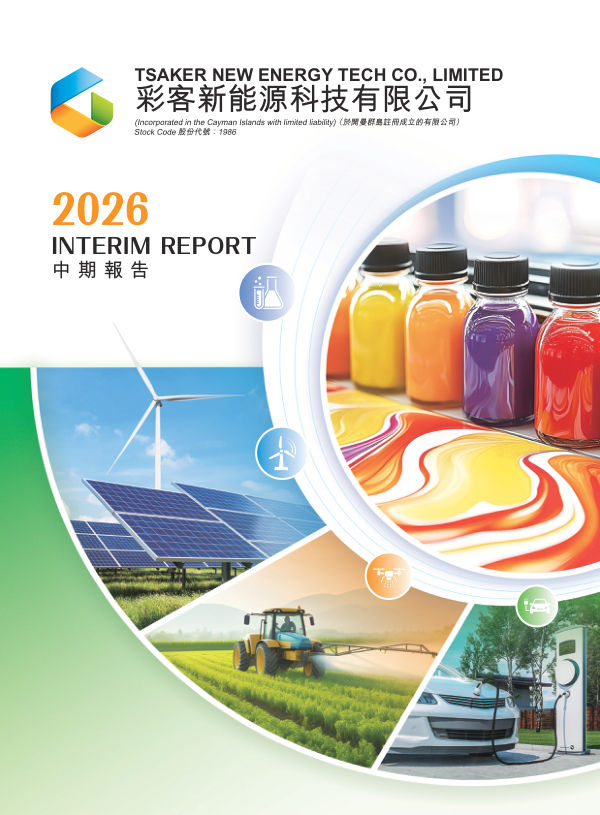 TSAKER NEW ENERGY TECH CO., LIMITED
彩客新能源科技有限公司
(Incorporated in the Cayman Islands with limited liability)（於開曼群島註冊成立的有限公司）
Stock Code 股份代號：1986
2026
INTERIM REPORT
中期報告